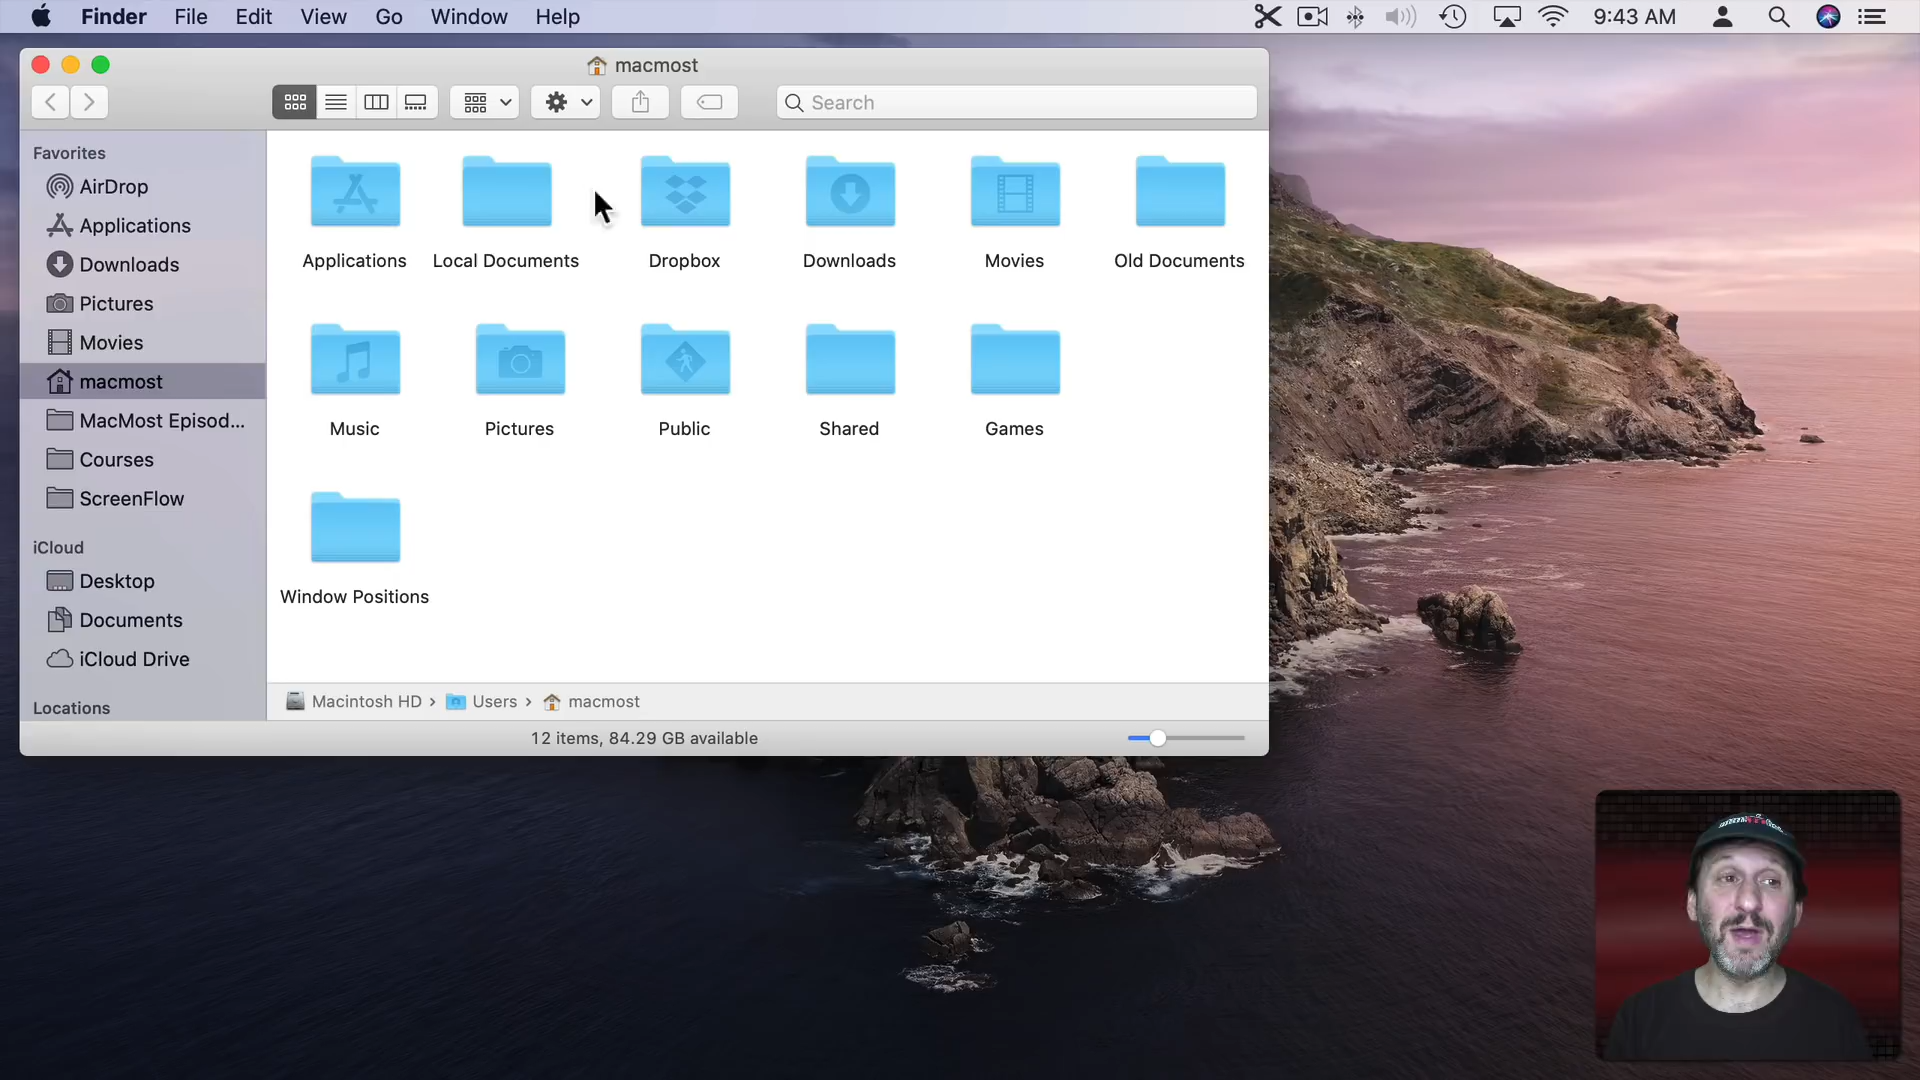 Finder File Edit View Go Window Help 9:43 AM
macmost
Search
Favorites
AirDrop
Applications
Downloads
Pictures
Movies
macmost
MacMost Episod...
Courses
ScreenFlow
iCloud
Desktop
Documents
iCloud Drive
Locations
Applications Local Documents Dropbox Downloads Movies Old Documents
Music Pictures Public Shared Games
Window Positions
Macintosh HD › Users › macmost
12 items, 84.29 GB available